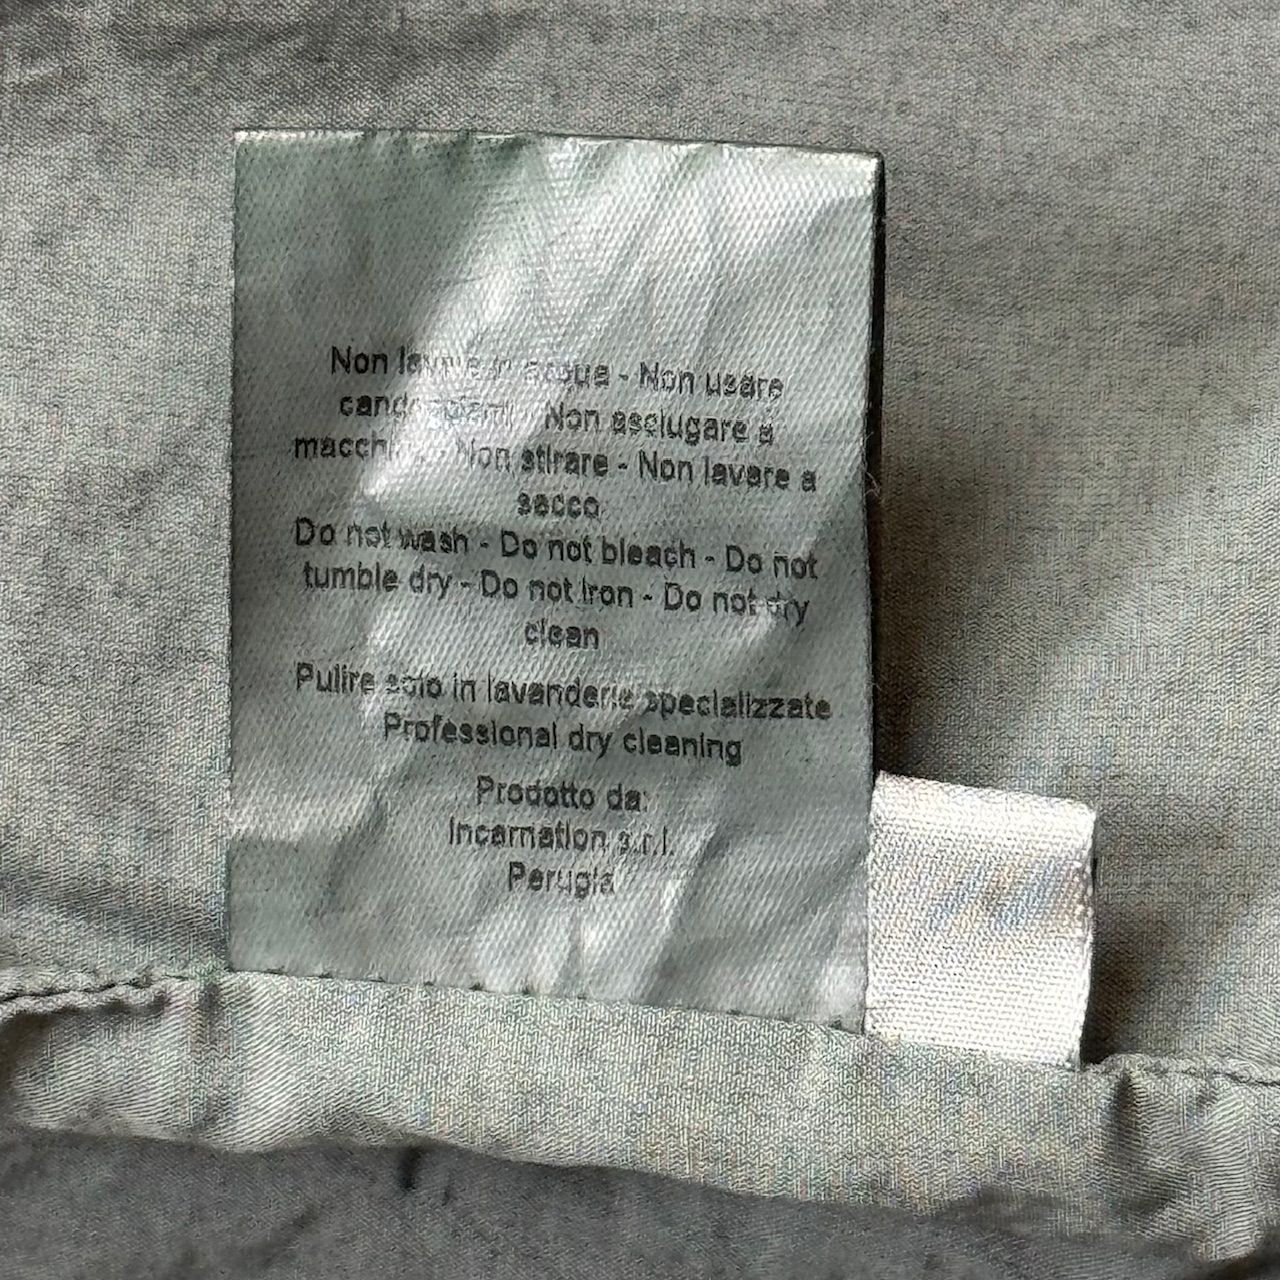 Non lavare in acqua - Non usare
candeggianti - Non asciugare a
macchina - Non stirare - Non lavare a
secco
Do not wash - Do not bleach - Do not
tumble dry - Do not iron - Do not dry
clean
Pulire solo in lavanderie specializzate
Professional dry cleaning
Prodotto da:
Incarnation s.r.l.
Perugia